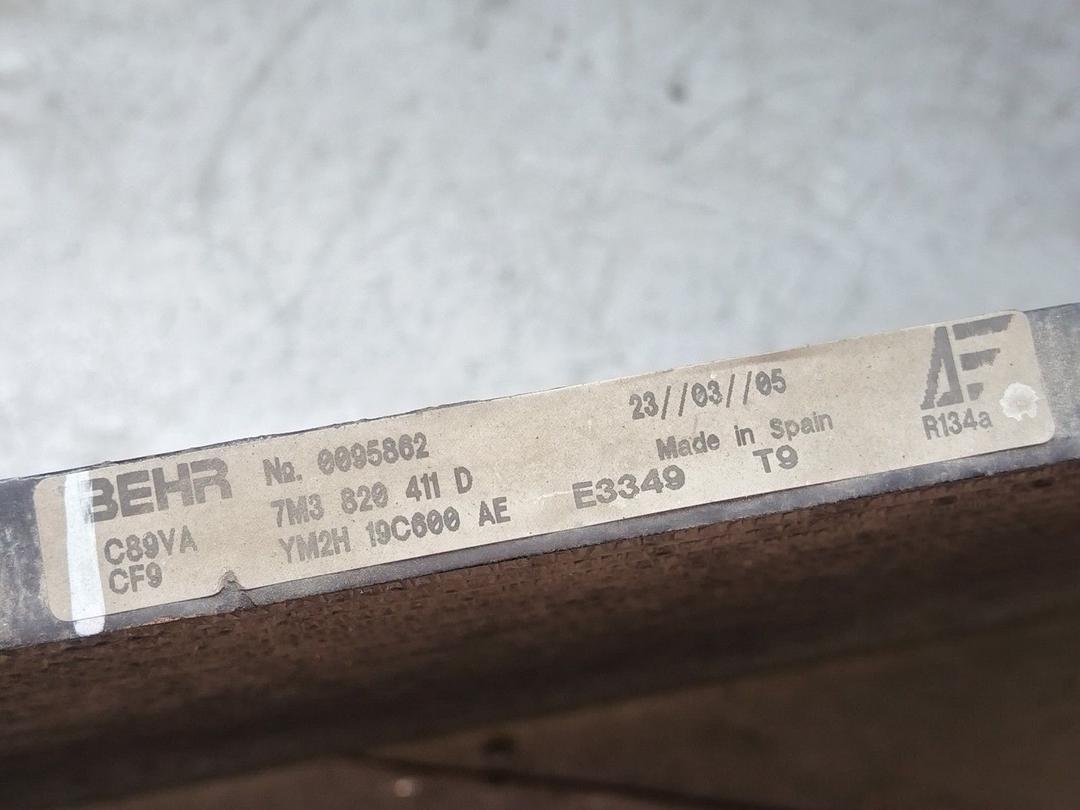 BEHR
№. 0095862
7M3 820 411 D
YM2H 19C600 AE
C89VA
CF9
23//03//05
Made in Spain
E3349
T9
AF
R134a